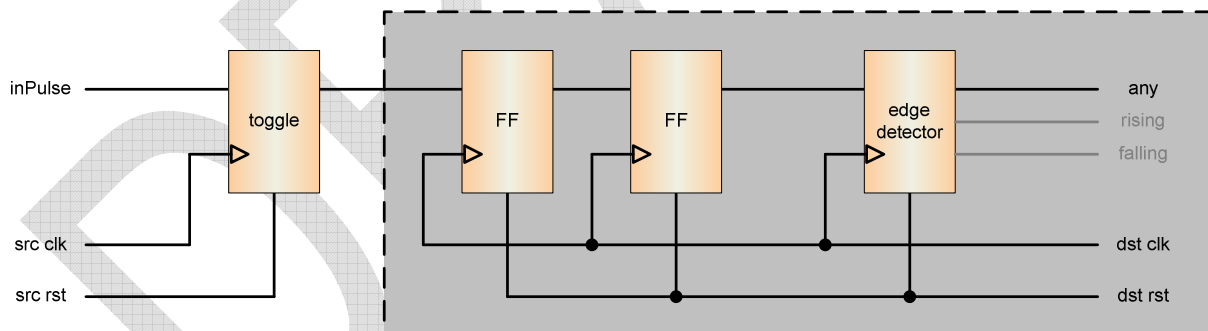 inPulse
toggle
FF
FF
edge
detector
any
rising
falling
src clk
dst clk
src rst
dst rst